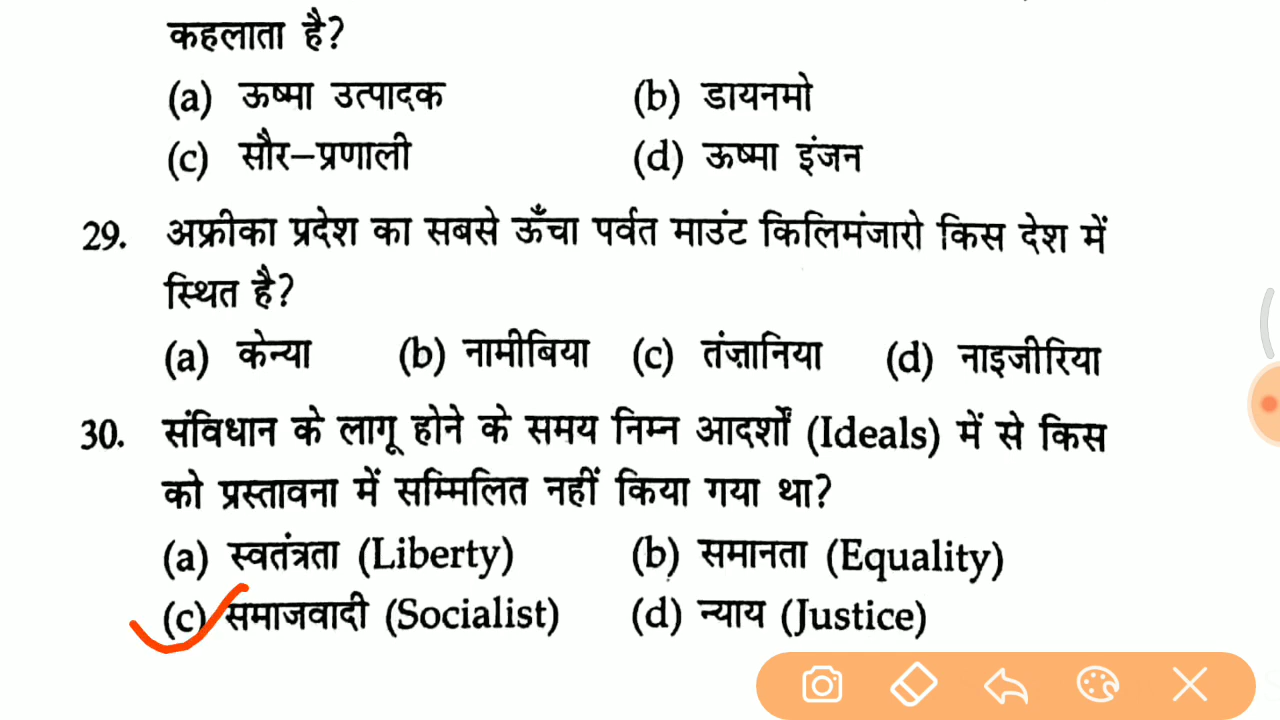 कहलाता है?
(a) ऊष्मा उत्पादक (b) डायनमो
(c) सौर–प्रणाली (d) ऊष्मा इंजन
29. अफ्रीका प्रदेश का सबसे ऊँचा पर्वत माउंट किलिमंजारो किस देश में
स्थित है?
(a) केन्या (b) नामीबिया (c) तंज़ानिया (d) नाइजीरिया
30. संविधान के लागू होने के समय निम्न आदर्शों (Ideals) में से किस
को प्रस्तावना में सम्मिलित नहीं किया गया था?
(a) स्वतंत्रता (Liberty) (b) समानता (Equality)
(c) समाजवादी (Socialist) (d) न्याय (Justice)